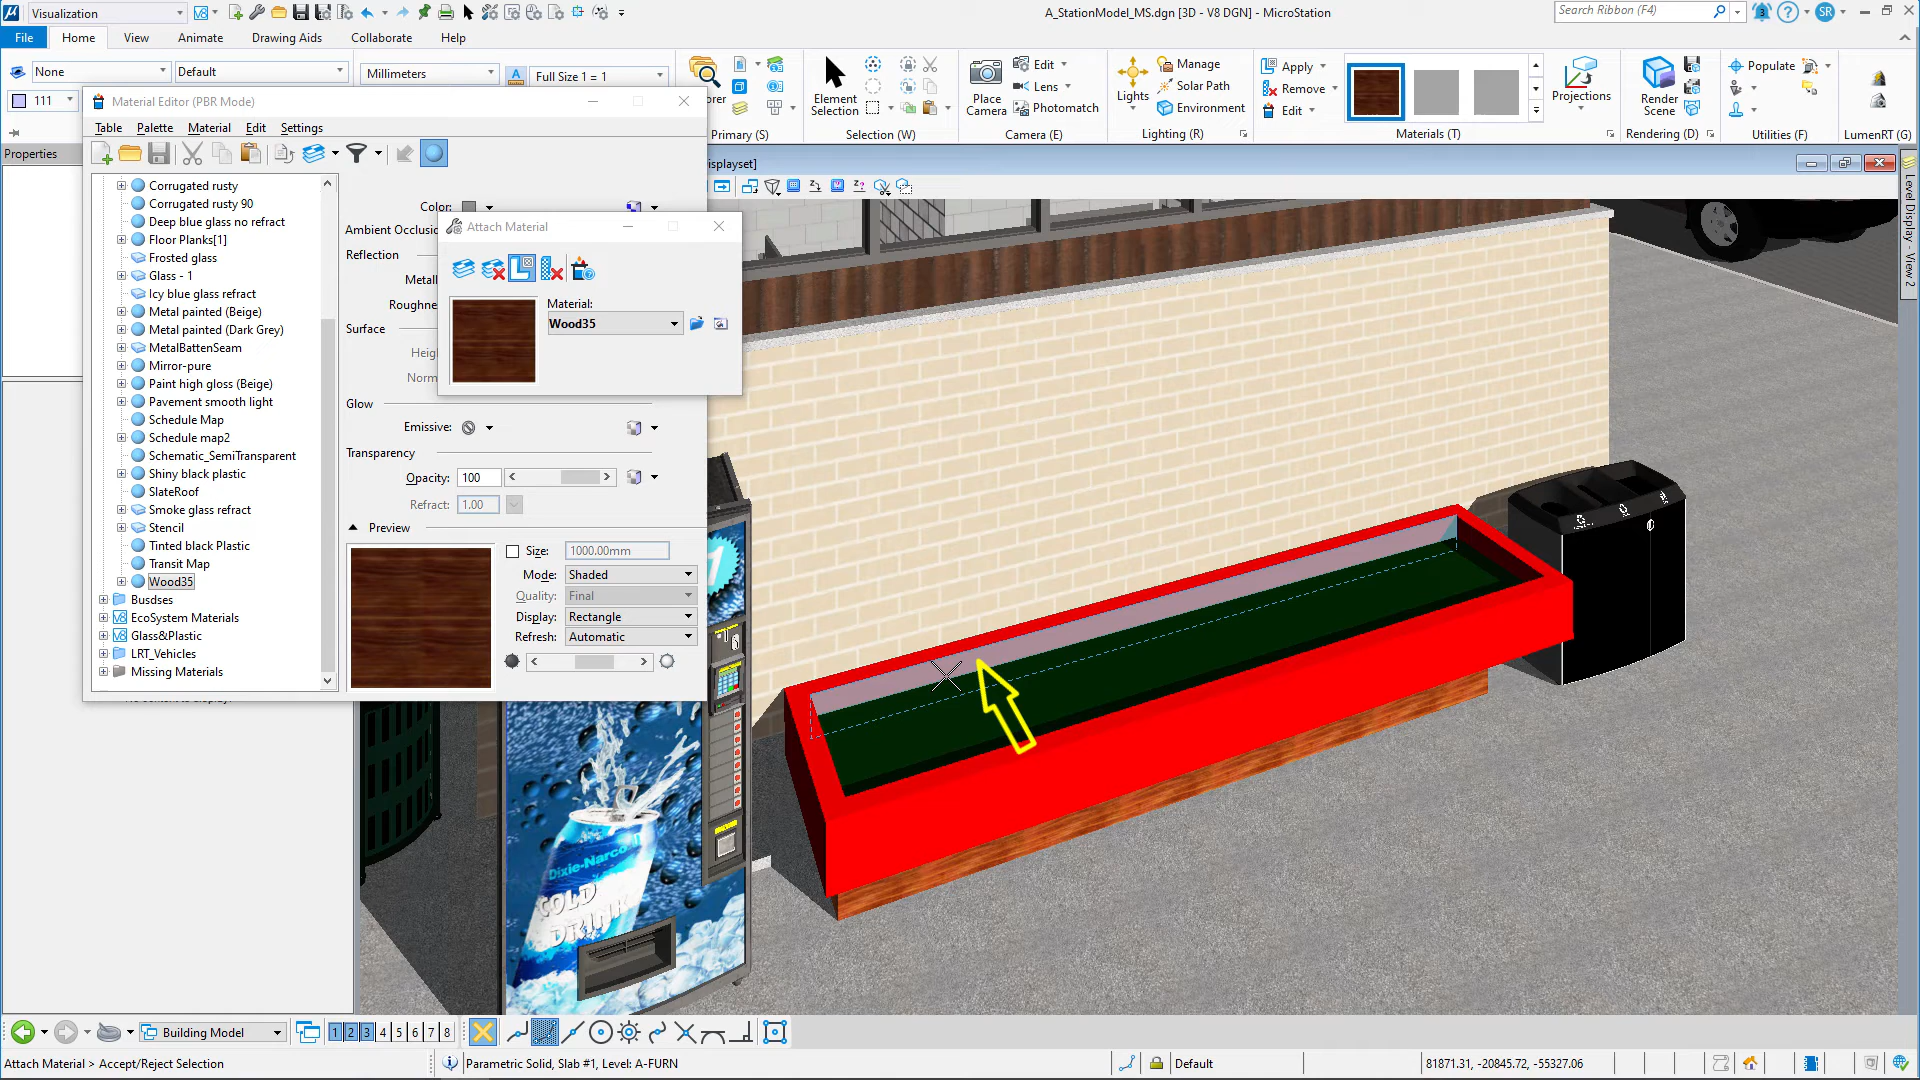 Visualization
A_StationModel_MS.dgn [3D - V8 DGN] - MicroStation
Search Ribbon (F4)
3
SR
File
Home
View
Animate
Drawing Aids
Collaborate
Help
None
Default
Millimeters
Full Size 1 = 1
111
orer
Primary (S)
Element
Selection
Selection (W)
Place
Camera
Edit
Lens
Photomatch
Camera (E)
Lights
Manage
Solar Path
Environment
Lighting (R)
Apply
Remove
Edit
Materials (T)
Projections
Render
Scene
Rendering (D)
Populate
Utilities (F)
LumenRT (G)
Properties
Material Editor (PBR Mode)
Table
Palette
Material
Edit
Settings
isplayset]
Level Display - View 2
Corrugated rusty
Corrugated rusty 90
Deep blue glass no refract
Floor Planks[1]
Frosted glass
Glass - 1
Icy blue glass refract
Metal painted (Beige)
Metal painted (Dark Grey)
MetalBattenSeam
Mirror-pure
Paint high gloss (Beige)
Pavement smooth light
Schedule Map
Schedule map2
Schematic_SemiTransparent
Shiny black plastic
SlateRoof
Smoke glass refract
Stencil
Tinted black Plastic
Transit Map
Wood35
Busdses
EcoSystem Materials
Glass&Plastic
LRT_Vehicles
Missing Materials
Color:
Ambient Occlusio
Reflection
Metall
Roughne
Surface
Heig
Norm
Glow
Emissive:
Transparency
Opacity:
100
Refract:
1.00
Preview
Size:
1000.00mm
Mode:
Shaded
Quality:
Final
Display:
Rectangle
Refresh:
Automatic
Attach Material
Material:
Wood35
1
Dixie-Narco
COLD
DRINK
Building Model
1 2 3 4 5 6 7 8
Attach Material > Accept/Reject Selection
Parametric Solid, Slab #1, Level: A-FURN
Default
81871.31, -20845.72, -55327.06